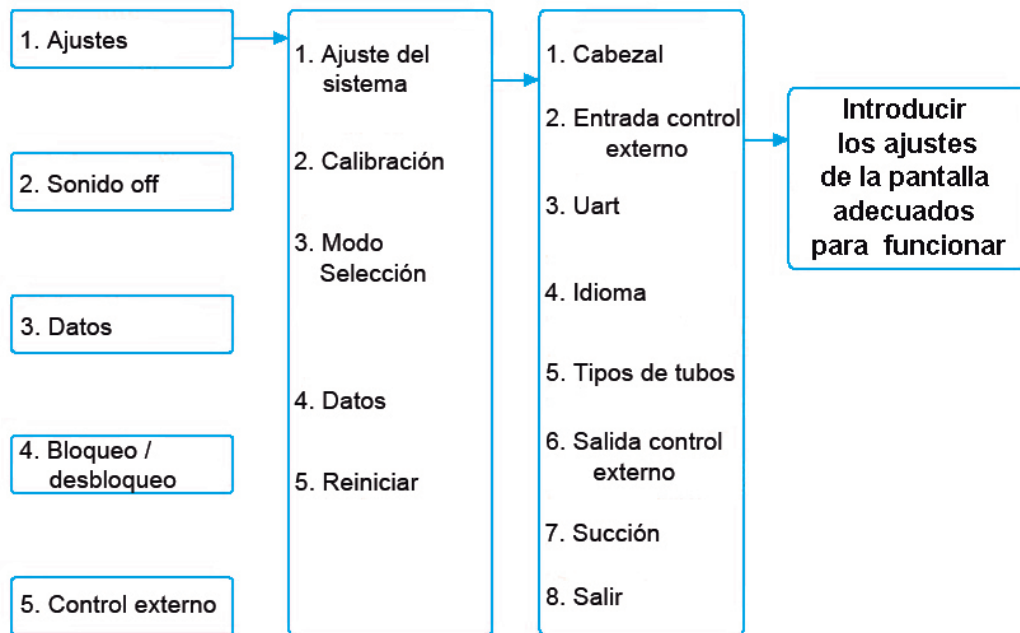 1. Ajustes
2. Sonido off
3. Datos
4. Bloqueo /
desbloqueo
5. Control externo
1. Ajuste del
sistema
2. Calibración
3. Modo
Selección
4. Datos
5. Reiniciar
1. Cabezal
2. Entrada control
externo
3. Uart
4. Idioma
5. Tipos de tubos
6. Salida control
externo
7. Succión
8. Salir
Introducir
los ajustes
de la pantalla
adecuados
para funcionar